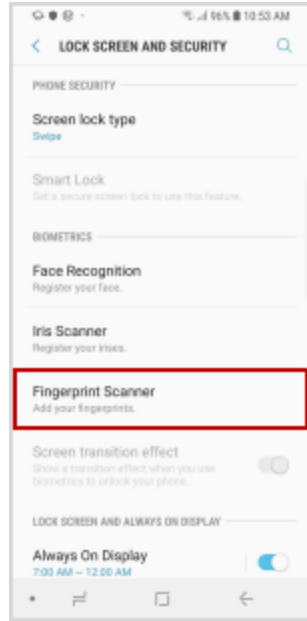 96% 10:53 AM
LOCK SCREEN AND SECURITY
PHONE SECURITY
Screen lock type
Swipe
Smart Lock
Set a secure screen lock to use this feature.
BIOMETRICS
Face Recognition
Register your face.
Iris Scanner
Register your irises.
Fingerprint Scanner
Add your fingerprints.
Screen transition effect
Show a transition effect when you use
biometrics to unlock your phone.
LOCK SCREEN AND ALWAYS ON DISPLAY
Always On Display
7:00 AM ~ 12:00 AM